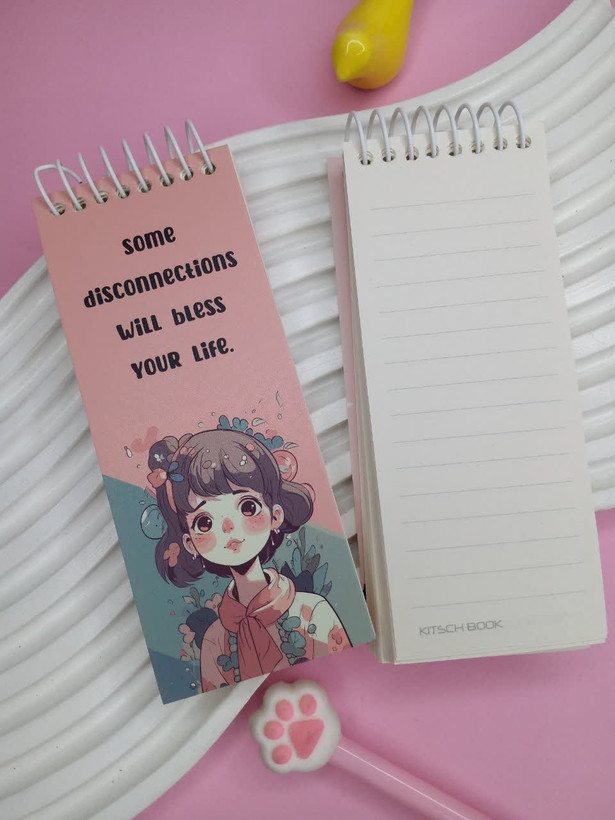 some
disconnections
will bless
YOUR Life.
KITSCH BOOK